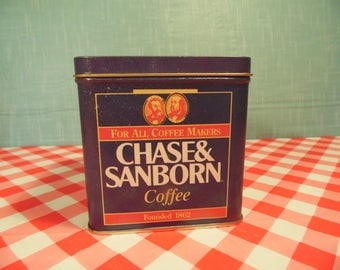 FOR ALL COFFEE MAKERS
CHASE&
SANBORN
Coffee
Founded 1862